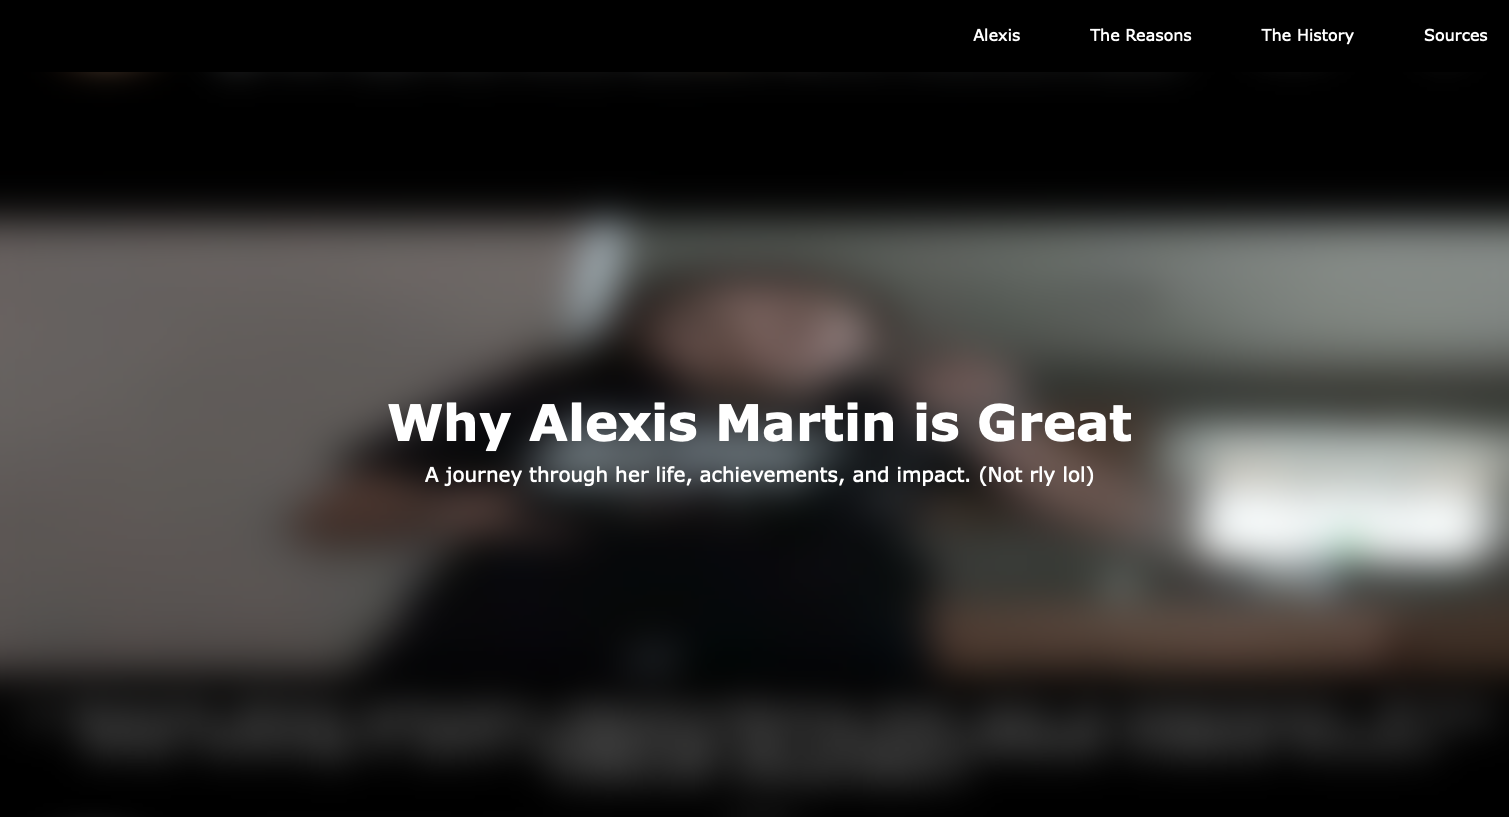 Alexis
The Reasons
The History
Sources
Why Alexis Martin is Great
A journey through her life, achievements, and impact. (Not rly lol)